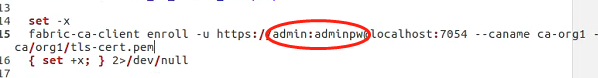 13
14 set -x
15 fabric-ca-client enroll -u https://admin:adminpw@localhost:7054 --caname ca-org1 -
ca/org1/tls-cert.pem
16 { set +x; } 2>/dev/null
17